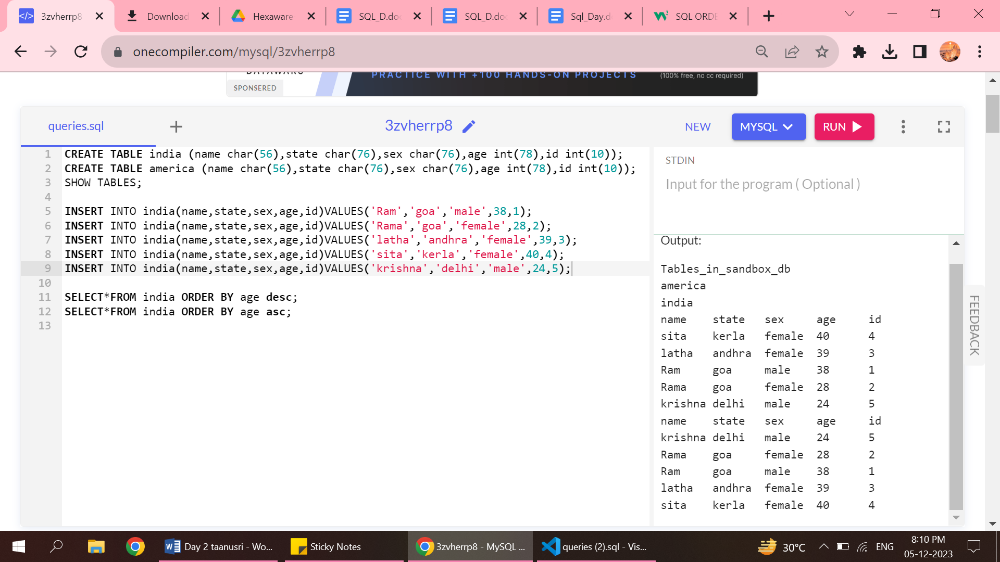 3zvherrp8
Download
Hexaware-
SQL_D.doc
SQL_D.doc
Sql_Day.d
SQL ORDE
onecompiler.com/mysql/3zvherrp8
PRACTICE WITH +100 HANDS-ON PROJECTS
(100% free, no cc required)
SPONSERED
queries.sql
3zvherrp8
NEW
MYSQL
RUN
1 CREATE TABLE india (name char(56),state char(76),sex char(76),age int(78),id int(10));
2 CREATE TABLE america (name char(56),state char(76),sex char(76),age int(78),id int(10));
3 SHOW TABLES;
4
5 INSERT INTO india(name,state,sex,age,id)VALUES('Ram','goa','male',38,1);
6 INSERT INTO india(name,state,sex,age,id)VALUES('Rama','goa','female',28,2);
7 INSERT INTO india(name,state,sex,age,id)VALUES('latha','andhra','female',39,3);
8 INSERT INTO india(name,state,sex,age,id)VALUES('sita','kerla','female',40,4);
9 INSERT INTO india(name,state,sex,age,id)VALUES('krishna','delhi','male',24,5);
10
11 SELECT*FROM india ORDER BY age desc;
12 SELECT*FROM india ORDER BY age asc;
13
STDIN
Input for the program ( Optional )
Output:
Tables_in_sandbox_db
america
india
name state sex age id
sita kerla female 40 4
latha andhra female 39 3
Ram goa male 38 1
Rama goa female 28 2
krishna delhi male 24 5
name state sex age id
krishna delhi male 24 5
Rama goa female 28 2
Ram goa male 38 1
latha andhra female 39 3
sita kerla female 40 4
FEEDBACK
Day 2 taanusri - Wo...
Sticky Notes
3zvherrp8 - MySQL ...
queries (2).sql - Vis...
30°C
ENG
8:10 PM
05-12-2023